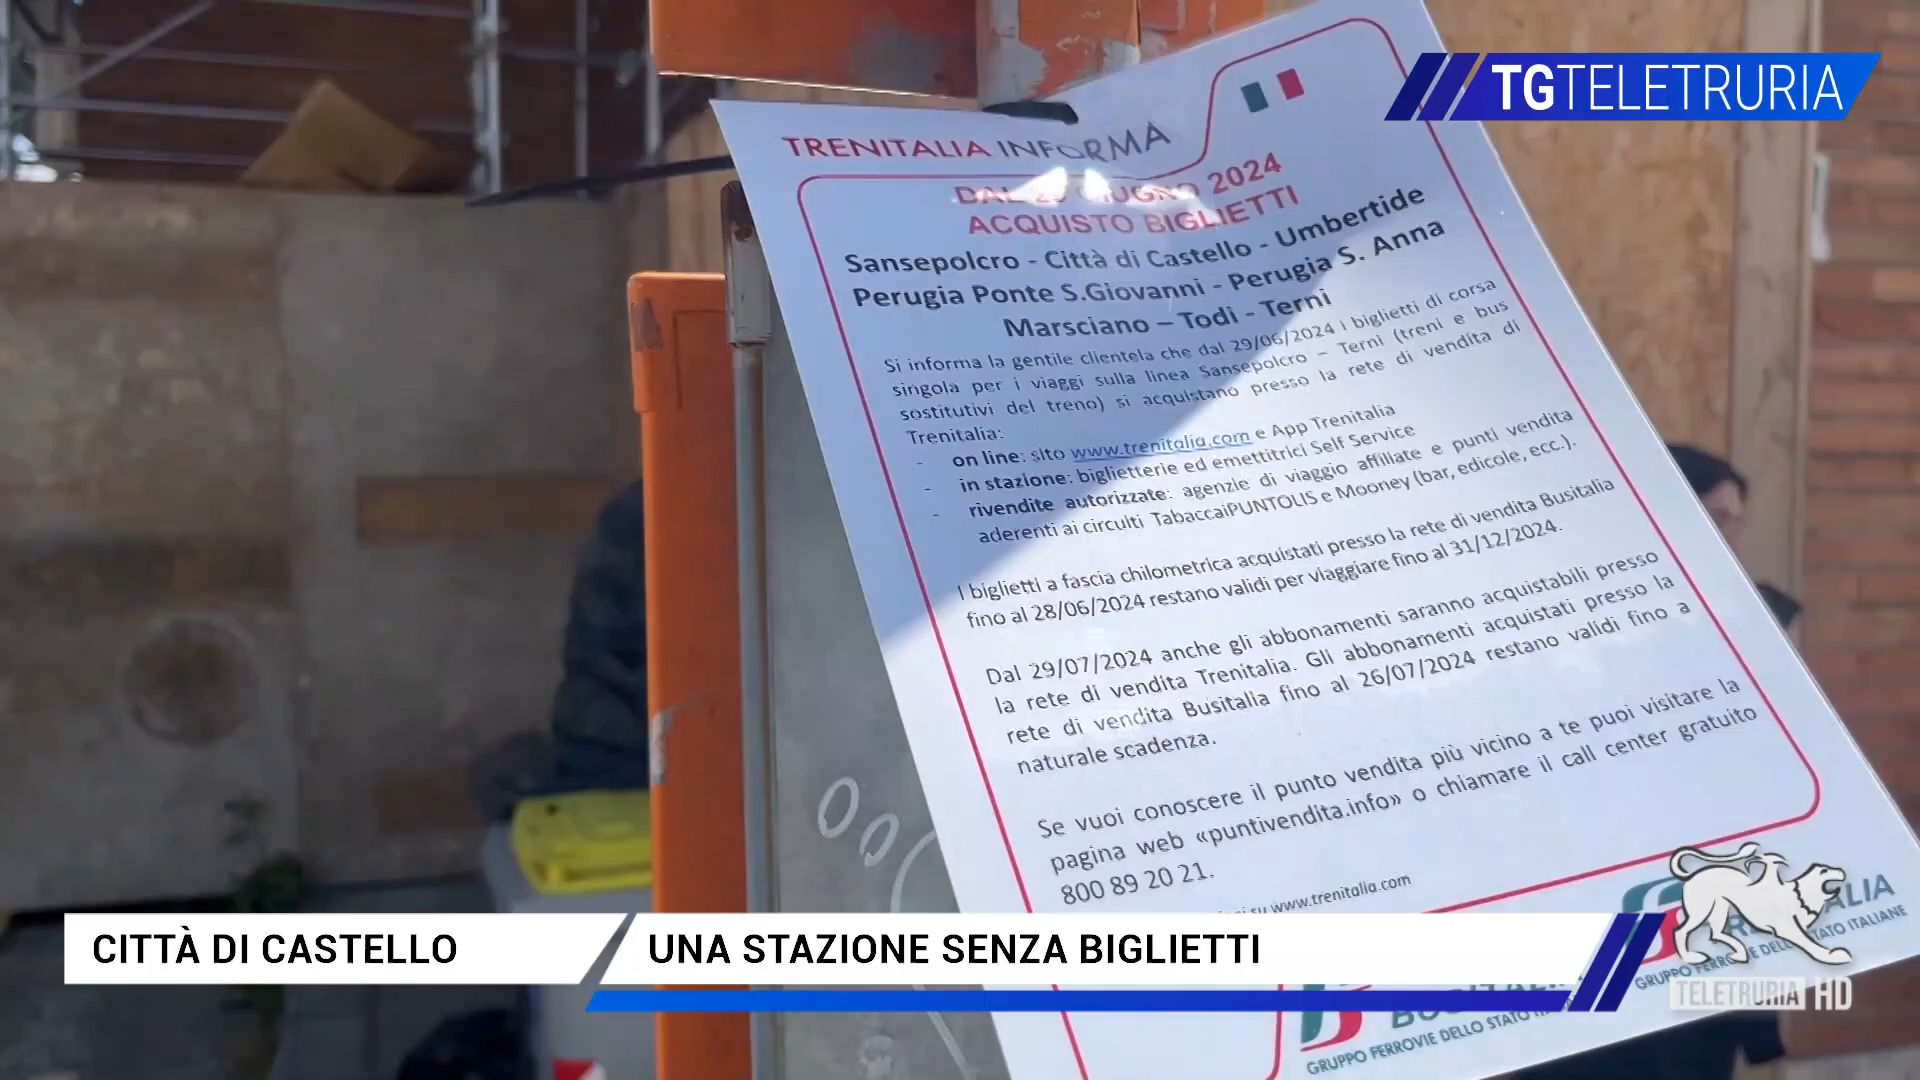 TGTELETRURIA
TRENITALIA INFORMA
DAL GIUGNO 2024
ACQUISTO BIGLIETTI
Sansepolcro - Città di Castello - Umbertide
Perugia Ponte S.Giovanni - Perugia S. Anna
Marsciano – Todi - Terni
Si informa la gentile clientela che dal 29/06/2024 i biglietti di corsa
singola per i viaggi sulla linea Sansepolcro – Terni (treni e bus
sostitutivi del treno) si acquistano presso la rete di vendita di
Trenitalia:
- on line: sito www.trenitalia.com e App Trenitalia
- in stazione: biglietterie ed emettitrici Self Service
- rivendite autorizzate: agenzie di viaggio affiliate e punti vendita
aderenti ai circuiti TabaccaiPUNTOLIS e Mooney (bar, edicole, ecc.).
I biglietti a fascia chilometrica acquistati presso la rete di vendita Busitalia
fino al 28/06/2024 restano validi per viaggiare fino al 31/12/2024.
Dal 29/07/2024 anche gli abbonamenti saranno acquistabili presso
la rete di vendita Trenitalia. Gli abbonamenti acquistati presso la
rete di vendita Busitalia fino al 26/07/2024 restano validi fino a
naturale scadenza.
Se vuoi conoscere il punto vendita più vicino a te puoi visitare la
pagina web «puntivendita.info» o chiamare il call center gratuito
800 89 20 21.
su www.trenitalia.com
GRUPPO FERROVIE DELLO STATO ITALIANE
GRUPPO FERROVIE DELLO STATO
CITTÀ DI CASTELLO
UNA STAZIONE SENZA BIGLIETTI
TELETRURIA HD